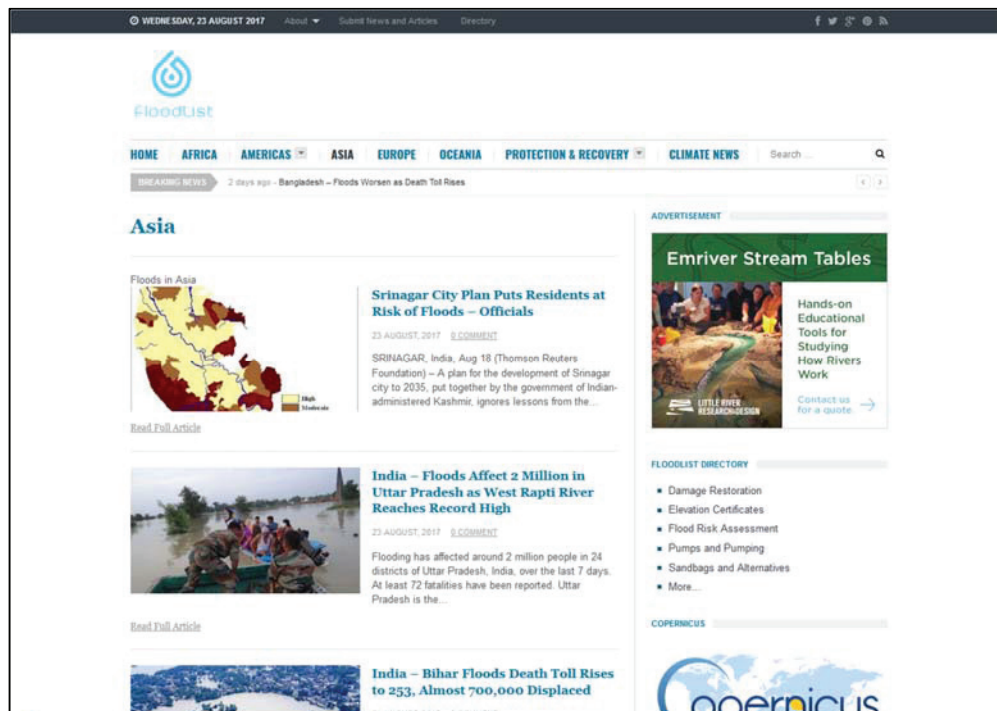 WEDNESDAY, 23 AUGUST 2017 About Submit News and Articles Directory
FloodList
HOME AFRICA AMERICAS ASIA EUROPE OCEANIA PROTECTION & RECOVERY CLIMATE NEWS Search ...
BREAKING NEWS 2 days ago - Bangladesh – Floods Worsen as Death Toll Rises
Asia
Floods in Asia
High
Moderate
Srinagar City Plan Puts Residents at
Risk of Floods – Officials
23 AUGUST, 2017 0 COMMENT
SRINAGAR, India, Aug 18 (Thomson Reuters
Foundation) – A plan for the development of Srinagar
city to 2035, put together by the government of Indian-
administered Kashmir, ignores lessons from the...
Read Full Article
India – Floods Affect 2 Million in
Uttar Pradesh as West Rapti River
Reaches Record High
23 AUGUST, 2017 0 COMMENT
Flooding has affected around 2 million people in 24
districts of Uttar Pradesh, India, over the last 7 days.
At least 72 fatalities have been reported. Uttar
Pradesh is the...
Read Full Article
India – Bihar Floods Death Toll Rises
to 253, Almost 700,000 Displaced
ADVERTISEMENT
Emriver Stream Tables
Hands-on
Educational
Tools for
Studying
How Rivers
Work
LITTLE RIVER
RESEARCH & DESIGN
Contact us
for a quote
FLOODLIST DIRECTORY
Damage Restoration
Elevation Certificates
Flood Risk Assessment
Pumps and Pumping
Sandbags and Alternatives
More...
COPERNICUS
Copernicus